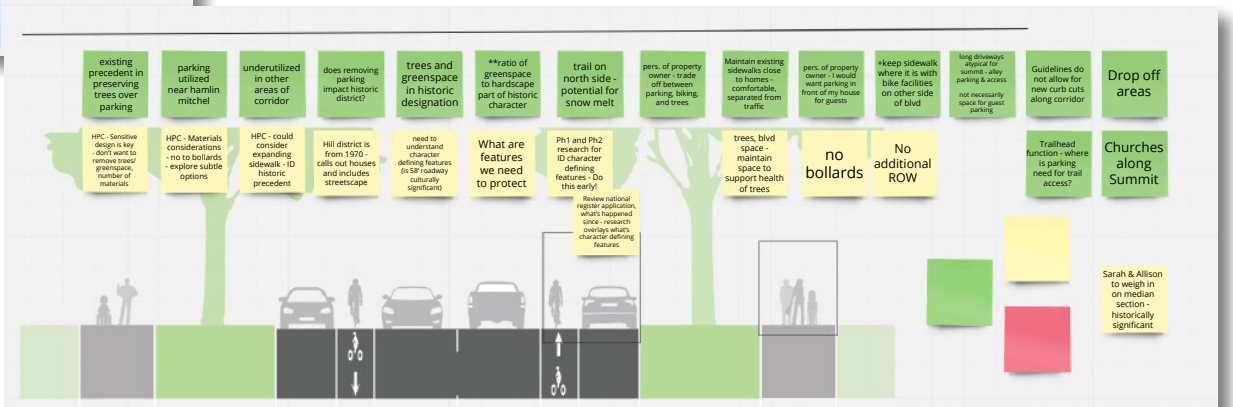 existing
precedent in
preserving
trees over
parking
parking
utilized
near hamlin
mitchel
underutilized
in other
areas of
corridor
does removing
parking
impact historic
district?
trees and
greenspace
in historic
designation
**ratio of
greenspace
to hardscape
part of historic
character
trail on
north side -
potential for
snow melt
pers. of property
owner - trade
off between
parking, biking,
and trees
Maintain existing
sidewalks close
to homes -
comfortable,
separated from
traffic
pers. of property
owner - I would
want parking in
front of my house
for guests
+keep sidewalk
where it is with
bike facilities
on other side
of blvd
long driveways
atypical for
summit - alley
parking & access
not necessarily
space for guest
parking
Guidelines do
not allow for
new curb cuts
along corridor
Drop off
areas
HPC - Sensitive
design is key
- don't want to
remove trees/
greenspace,
number of
materials
HPC - Materials
considerations
- no to bollards
- explore subtle
options
HPC - could
consider
expanding
sidewalk - ID
historic
precedent
Hill district is
from 1970 -
calls out houses
and includes
streetscape
need to
understand
character
defining features
(is 58' roadway
culturally
significant)
What are
features
we need
to protect
Ph1 and Ph2
research for
ID character
defining
features - Do
this early!
Review national
register application,
what's happened
since - research
overlays what's
character defining
features
trees, blvd
space -
maintain
space to
support health
of trees
no
bollards
No
additional
ROW
Trailhead
function - where
is parking
need for trail
access?
Churches
along
Summit
Sarah & Allison
to weigh in
on median
section -
historically
significant